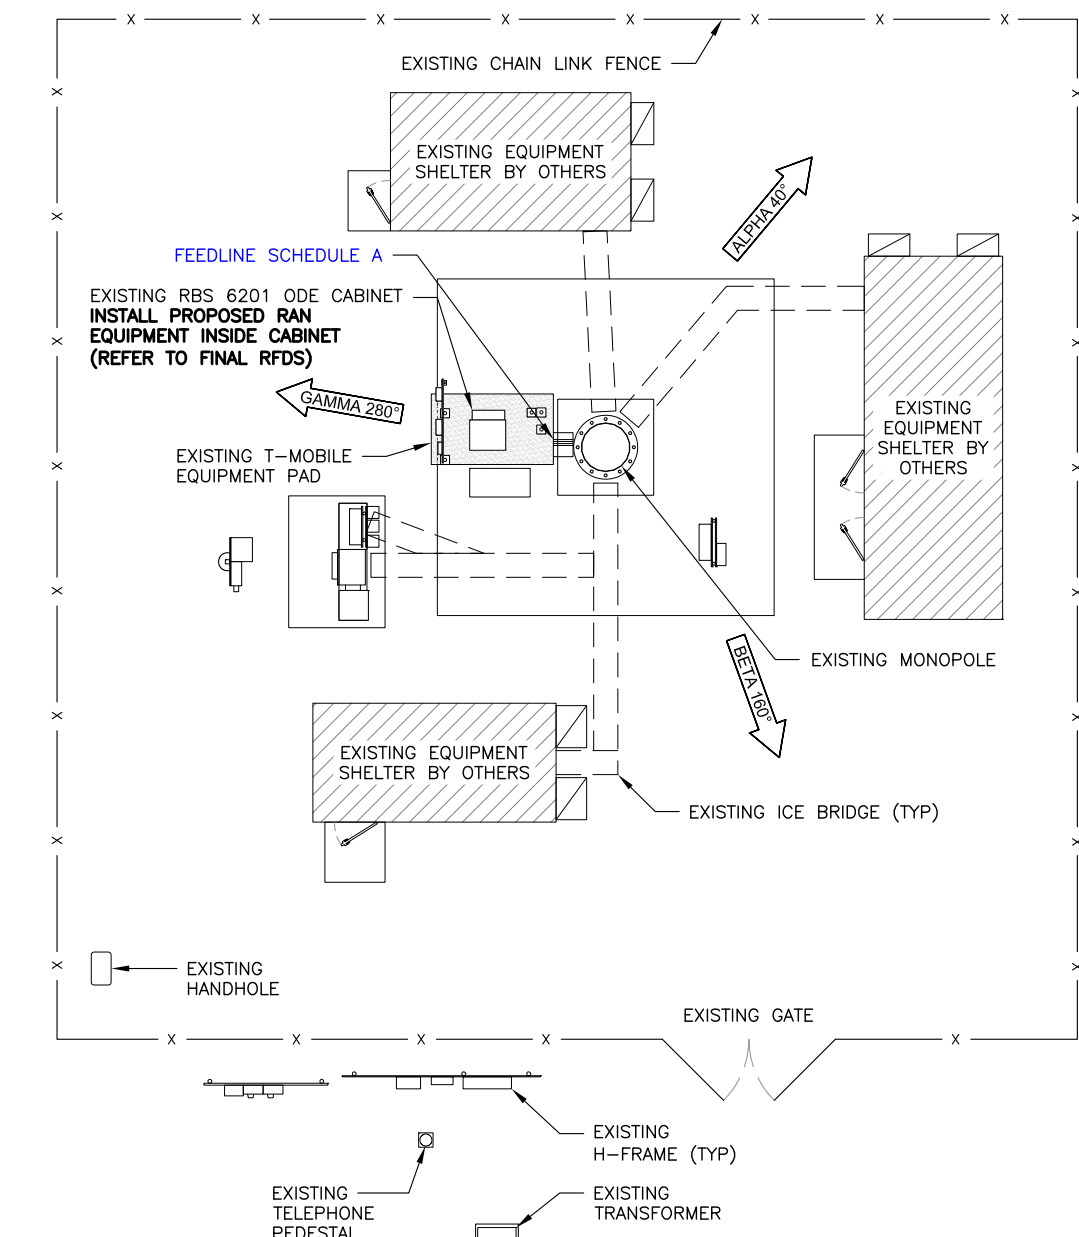 EXISTING CHAIN LINK FENCE
EXISTING EQUIPMENT
SHELTER BY OTHERS
ALPHA 40°
FEEDLINE SCHEDULE A
EXISTING RBS 6201 ODE CABINET
INSTALL PROPOSED RAN
EQUIPMENT INSIDE CABINET
(REFER TO FINAL RFDS)
GAMMA 280°
EXISTING
EQUIPMENT
SHELTER BY
OTHERS
EXISTING T-MOBILE
EQUIPMENT PAD
EXISTING MONOPOLE
BETA 160°
EXISTING EQUIPMENT
SHELTER BY OTHERS
EXISTING ICE BRIDGE (TYP)
EXISTING
HANDHOLE
EXISTING GATE
EXISTING
H-FRAME (TYP)
EXISTING
TELEPHONE
PEDESTAL
EXISTING
TRANSFORMER